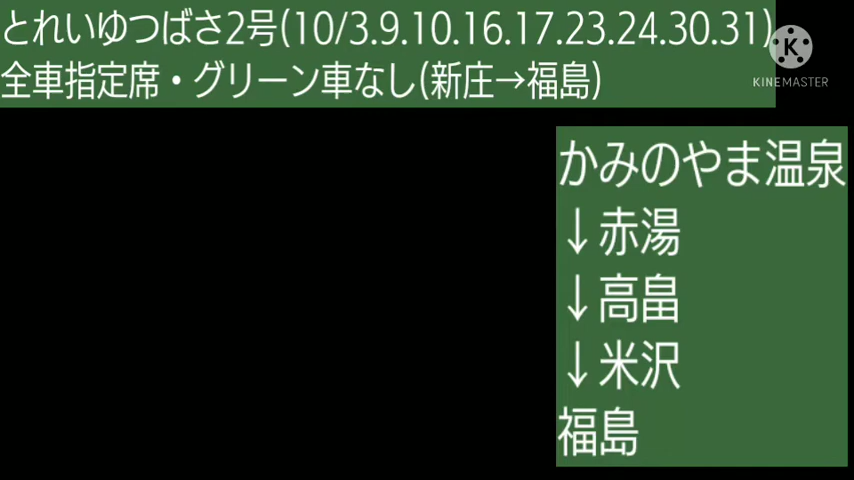 とれいゆつばさ2号(10/3.9.10.16.17.23.24.30.31)
全車指定席・グリーン車なし(新庄→福島)
K
KINEMASTER
かみのやま温泉
↓赤湯
↓高畠
↓米沢
福島